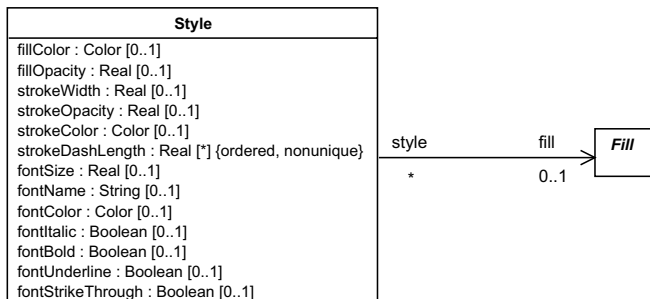 Style
fillColor : Color [0..1]
fillOpacity : Real [0..1]
strokeWidth : Real [0..1]
strokeOpacity : Real [0..1]
strokeColor : Color [0..1]
strokeDashLength : Real [*] {ordered, nonunique}
fontSize : Real [0..1]
fontName : String [0..1]
fontColor : Color [0..1]
fontItalic : Boolean [0..1]
fontBold : Boolean [0..1]
fontUnderline : Boolean [0..1]
fontStrikeThrough : Boolean [0..1]
style fill
* 0..1
Fill